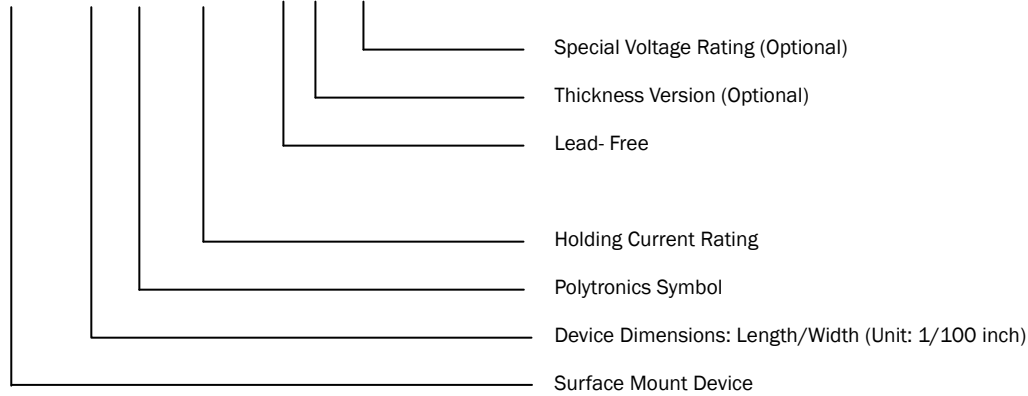 Special Voltage Rating (Optional)
Thickness Version (Optional)
Lead- Free
Holding Current Rating
Polytronics Symbol
Device Dimensions: Length/Width (Unit: 1/100 inch)
Surface Mount Device